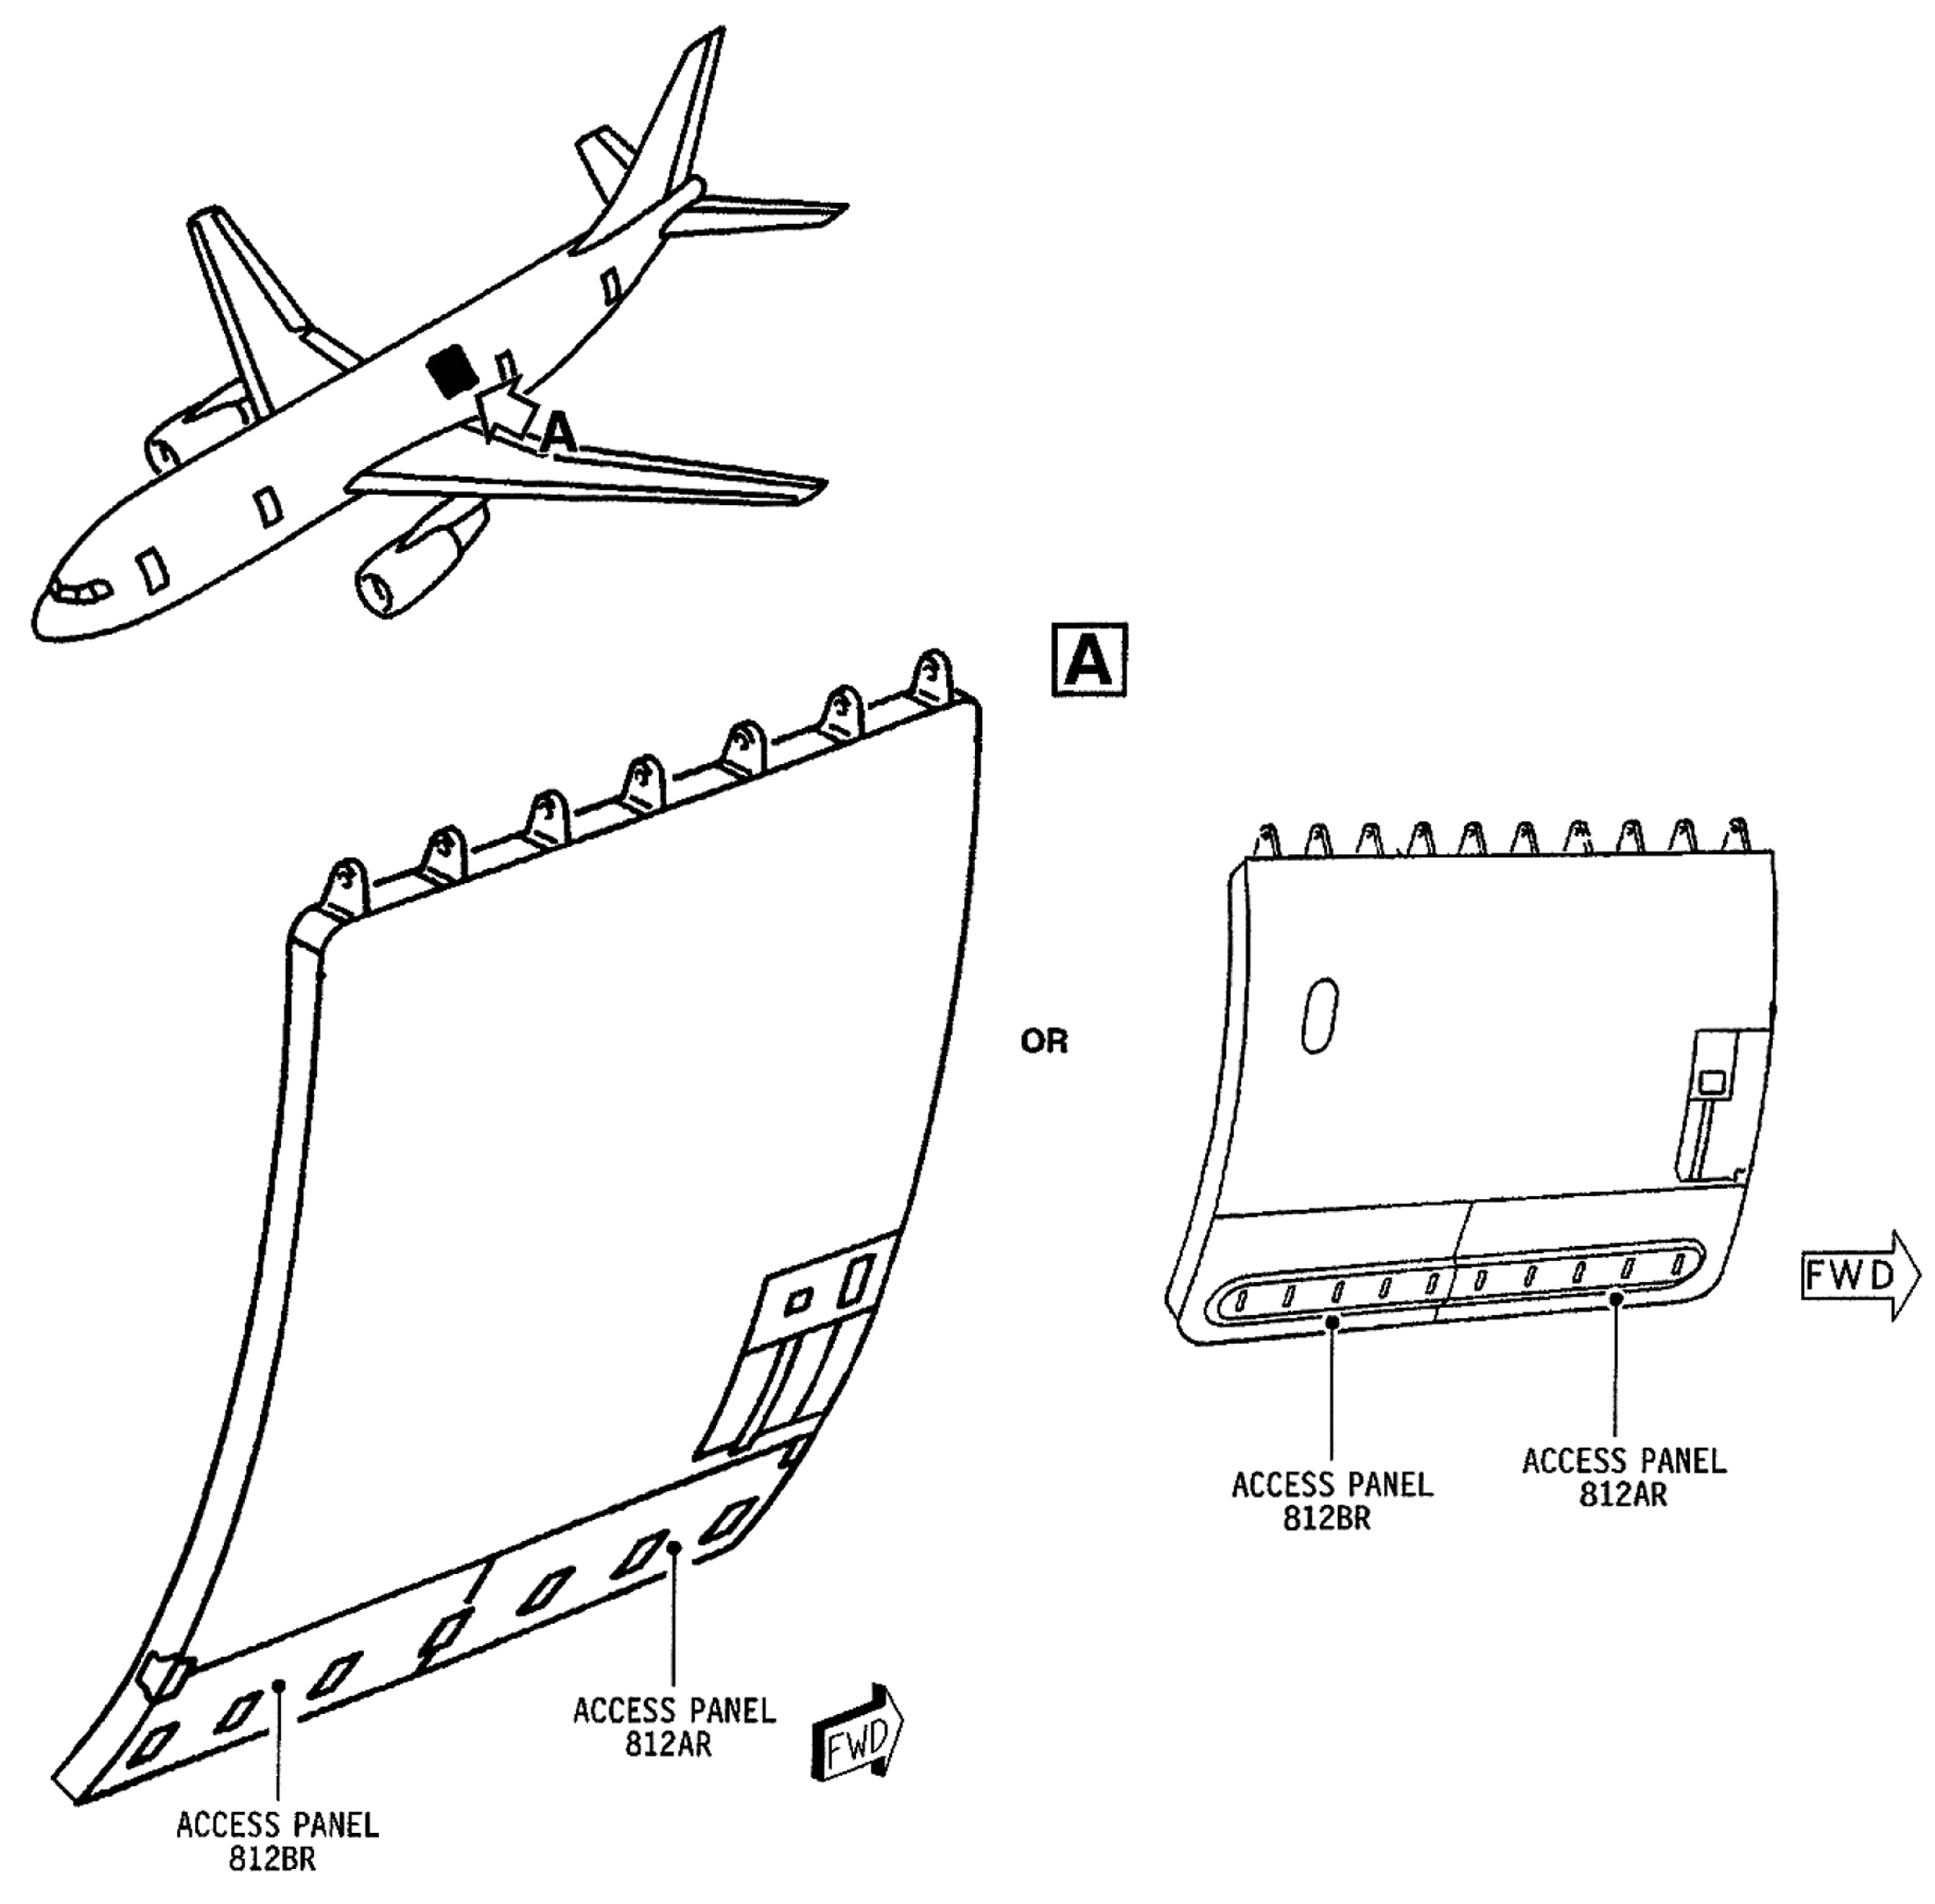 A
A
OR
FWD
ACCESS PANEL
812BR
ACCESS PANEL
812AR
ACCESS PANEL
812AR
FWD
ACCESS PANEL
812BR